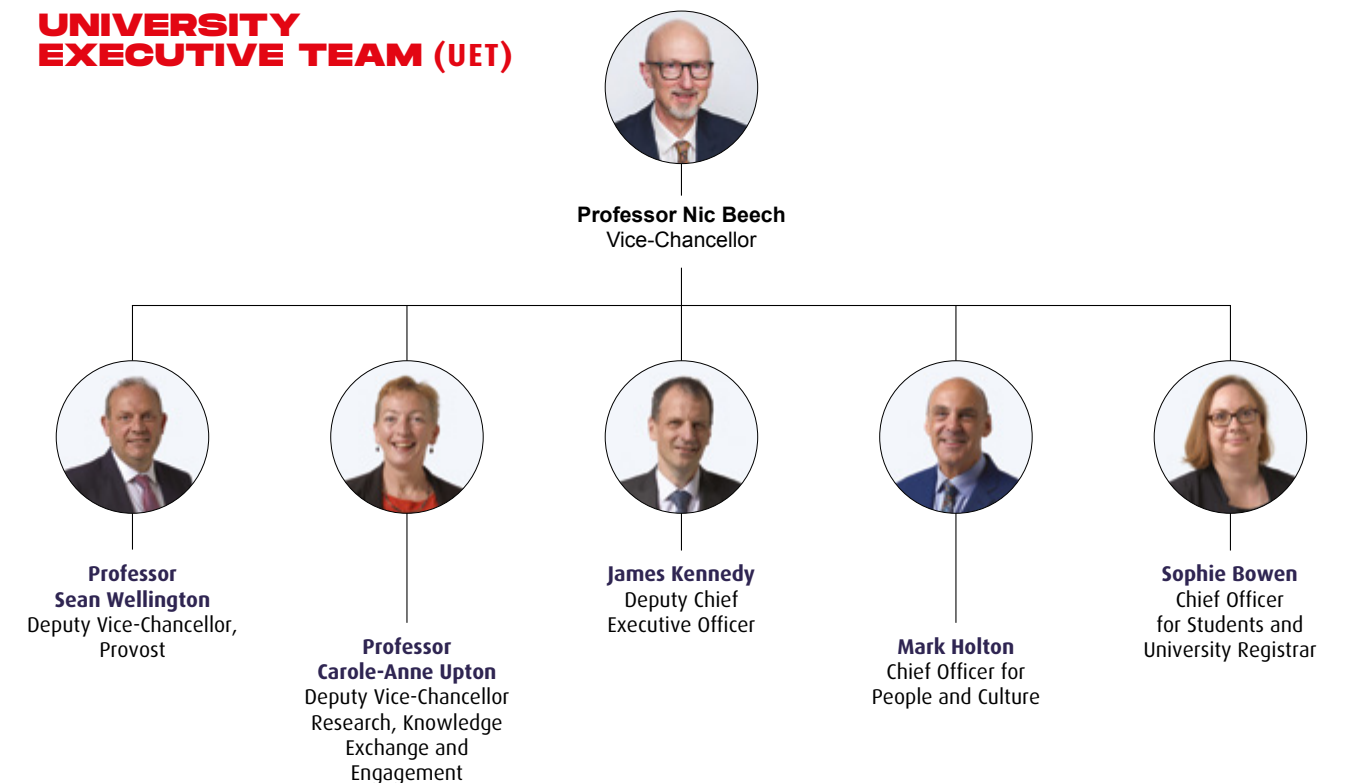 UNIVERSITY
EXECUTIVE TEAM (UET)
Professor Nic Beech
Vice-Chancellor
Professor
Sean Wellington
Deputy Vice-Chancellor,
Provost
Professor
Carole-Anne Upton
Deputy Vice-Chancellor
Research, Knowledge
Exchange and
Engagement
James Kennedy
Deputy Chief
Executive Officer
Mark Holton
Chief Officer for
People and Culture
Sophie Bowen
Chief Officer
for Students and
University Registrar